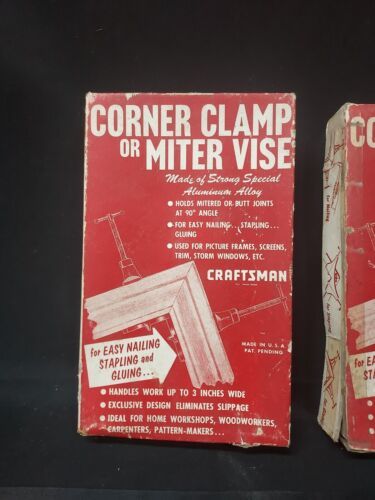 CORNER CLAMP
OR MITER VISE
Made of Strong Special
Aluminum Alloy
• HOLDS MITERED OR BUTT JOINTS
AT 90° ANGLE
• FOR EASY NAILING... STAPLING...
GLUING
• USED FOR PICTURE FRAMES, SCREENS,
TRIM, STORM WINDOWS, ETC.
CRAFTSMAN
MADE IN U.S.A
PAT. PENDING
for EASY NAILING
STAPLING and
GLUING...
• HANDLES WORK UP TO 3 INCHES WIDE
• EXCLUSIVE DESIGN ELIMINATES SLIPPAGE
• IDEAL FOR HOME WORKSHOPS, WOODWORKERS,
CARPENTERS, PATTERN-MAKERS...
for Nailing